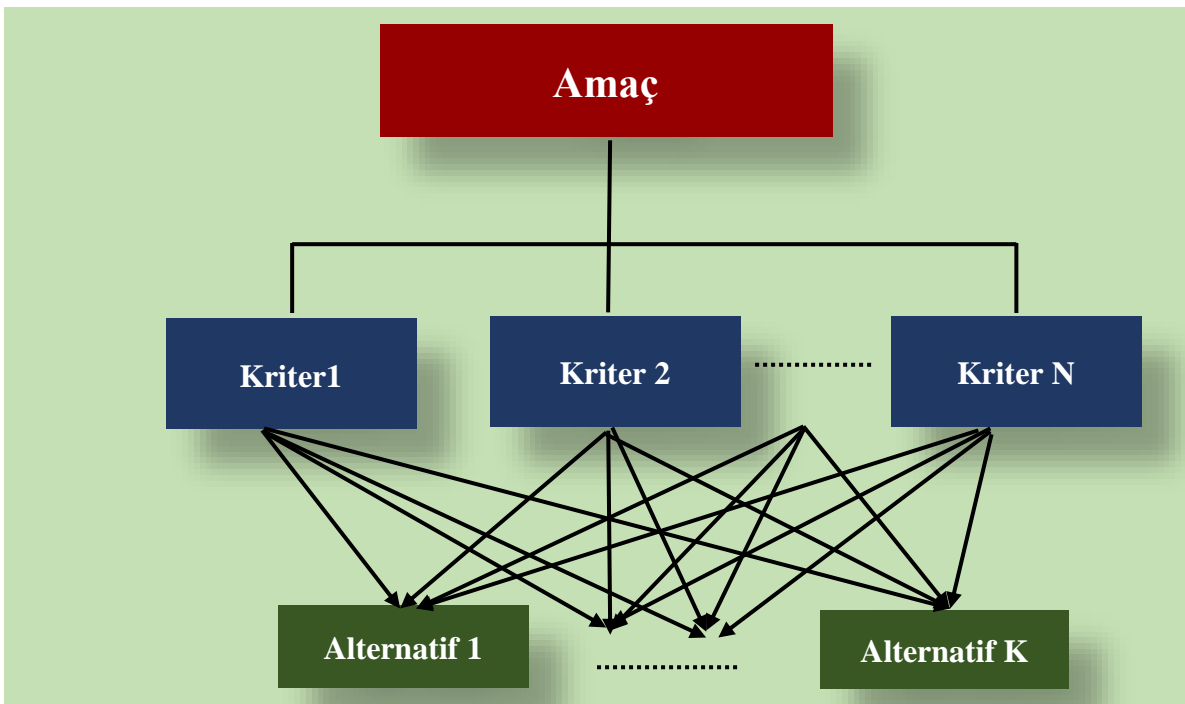 Amaç
Kriter1
Kriter 2
....................
Kriter N
Alternatif 1
........................
Alternatif K